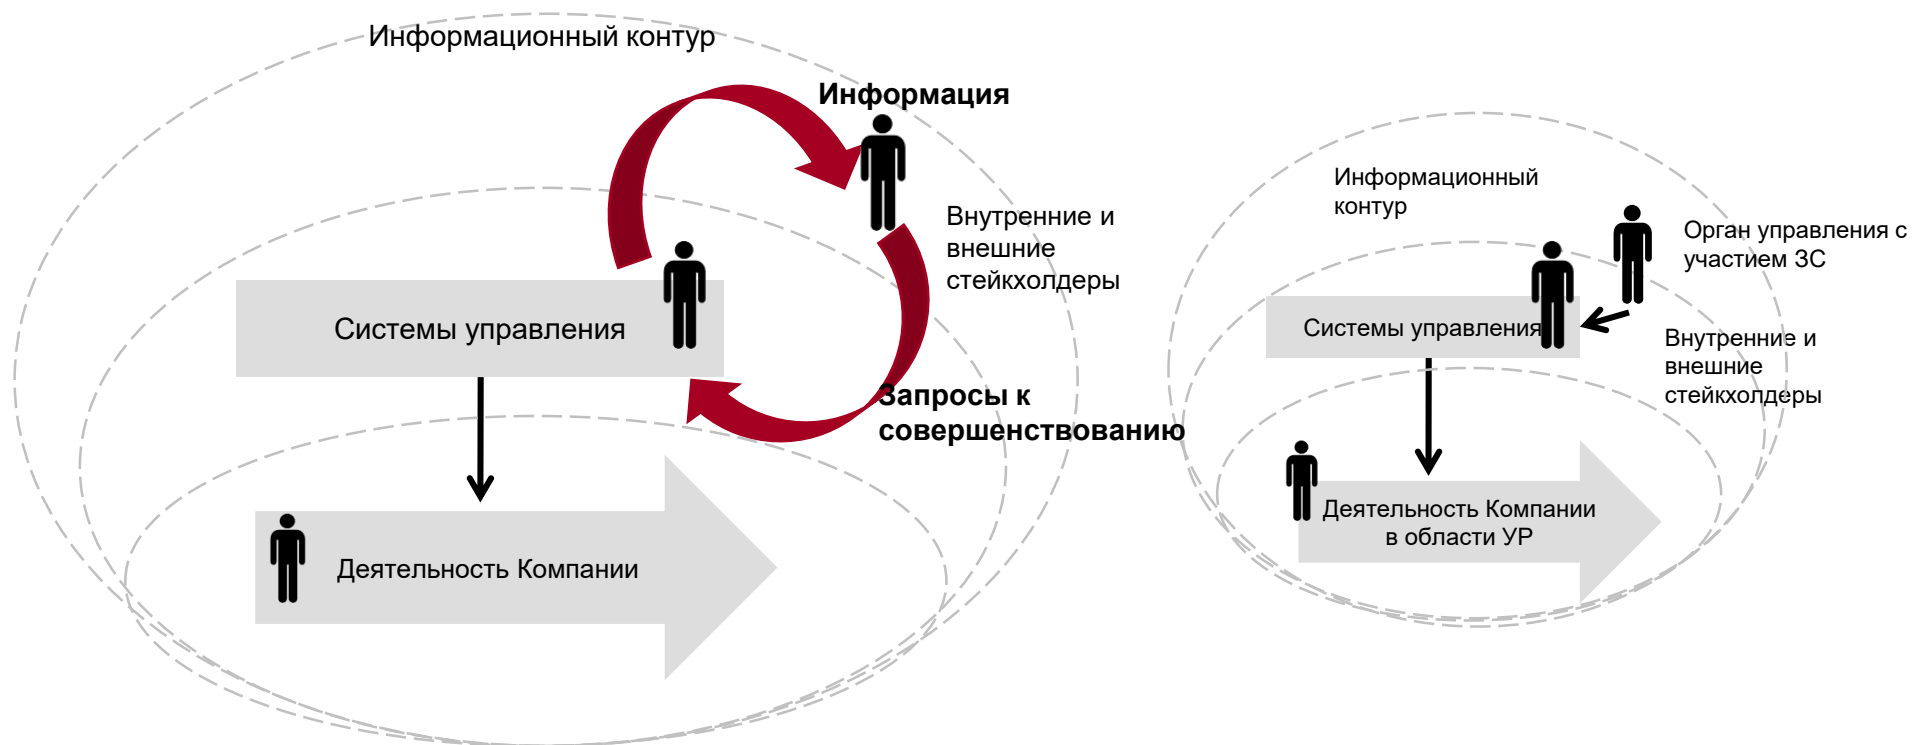 Информационный контур
Информация
Внутренние и
внешние
стейкхолдеры
Системы управления
Запросы к
совершенствованию
Деятельность Компании
Информационный
контур
Орган управления с
участием ЗС
Системы управления
Внутренние и
внешние
стейкхолдеры
Деятельность Компании
в области УР